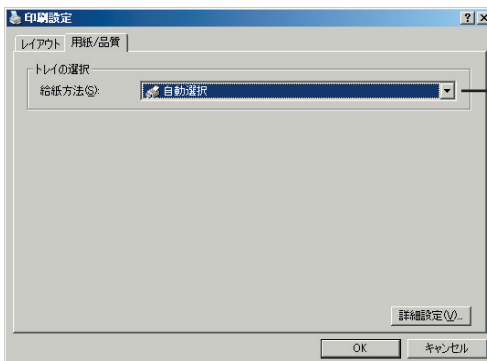 印刷設定
レイアウト 用紙/品質
トレイの選択
給紙方法(S): 自動選択
詳細設定(V)...
OK キャンセル